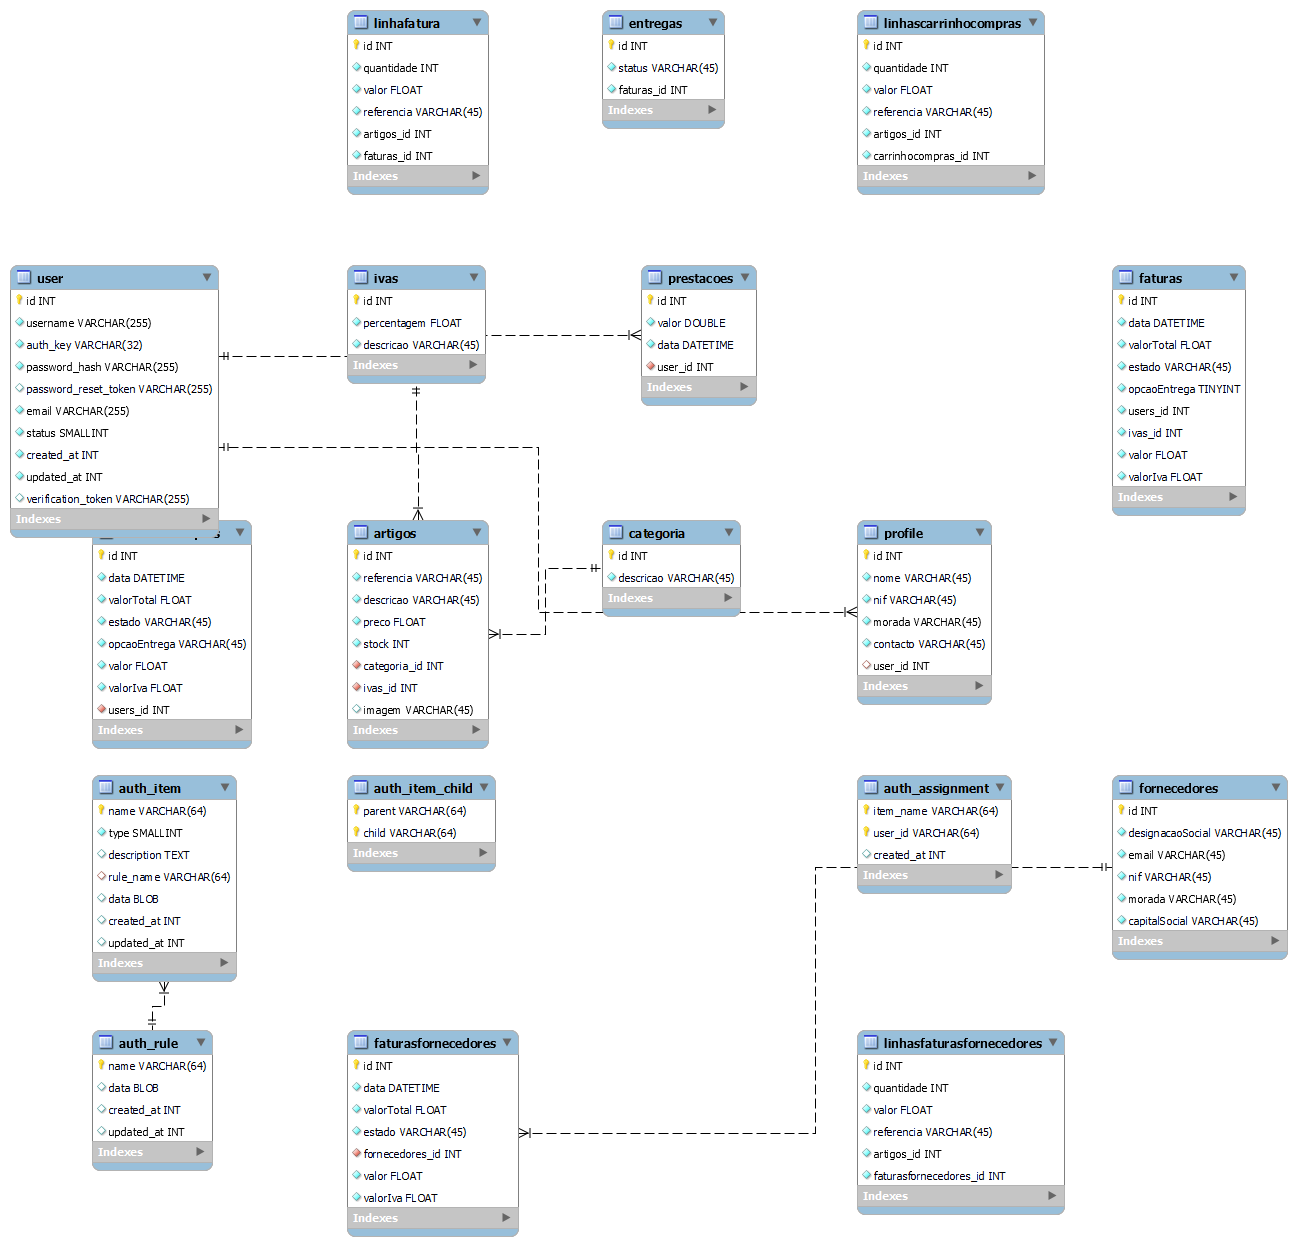 linhafatura
id INT
quantidade INT
valor FLOAT
referencia VARCHAR(45)
artigos_id INT
faturas_id INT
Indexes
entregas
id INT
status VARCHAR(45)
faturas_id INT
Indexes
linhascarrinhocompras
id INT
quantidade INT
valor FLOAT
referencia VARCHAR(45)
artigos_id INT
carrinhocompras_id INT
Indexes
user
id INT
username VARCHAR(255)
auth_key VARCHAR(32)
password_hash VARCHAR(255)
password_reset_token VARCHAR(255)
email VARCHAR(255)
status SMALLINT
created_at INT
updated_at INT
verification_token VARCHAR(255)
Indexes
ivas
id INT
percentagem FLOAT
descricao VARCHAR(45)
Indexes
prestacoes
id INT
valor DOUBLE
data DATETIME
user_id INT
Indexes
faturas
id INT
data DATETIME
valorTotal FLOAT
estado VARCHAR(45)
opcaoEntrega TINYINT
users_id INT
ivas_id INT
valor FLOAT
valorIva FLOAT
Indexes
id INT
data DATETIME
valorTotal FLOAT
estado VARCHAR(45)
opcaoEntrega VARCHAR(45)
valor FLOAT
valorIva FLOAT
users_id INT
Indexes
artigos
id INT
referencia VARCHAR(45)
descricao VARCHAR(45)
preco FLOAT
stock INT
categoria_id INT
ivas_id INT
imagem VARCHAR(45)
Indexes
categoria
id INT
descricao VARCHAR(45)
Indexes
profile
id INT
nome VARCHAR(45)
nif VARCHAR(45)
morada VARCHAR(45)
contacto VARCHAR(45)
user_id INT
Indexes
auth_item
name VARCHAR(64)
type SMALLINT
description TEXT
rule_name VARCHAR(64)
data BLOB
created_at INT
updated_at INT
Indexes
auth_item_child
parent VARCHAR(64)
child VARCHAR(64)
Indexes
auth_assignment
item_name VARCHAR(64)
user_id VARCHAR(64)
created_at INT
Indexes
fornecedores
id INT
designacaoSocial VARCHAR(45)
email VARCHAR(45)
nif VARCHAR(45)
morada VARCHAR(45)
capitalSocial VARCHAR(45)
Indexes
auth_rule
name VARCHAR(64)
data BLOB
created_at INT
updated_at INT
Indexes
faturasfornecedores
id INT
data DATETIME
valorTotal FLOAT
estado VARCHAR(45)
fornecedores_id INT
valor FLOAT
valorIva FLOAT
Indexes
linhasfaturasfornecedores
id INT
quantidade INT
valor FLOAT
referencia VARCHAR(45)
artigos_id INT
faturasfornecedores_id INT
Indexes